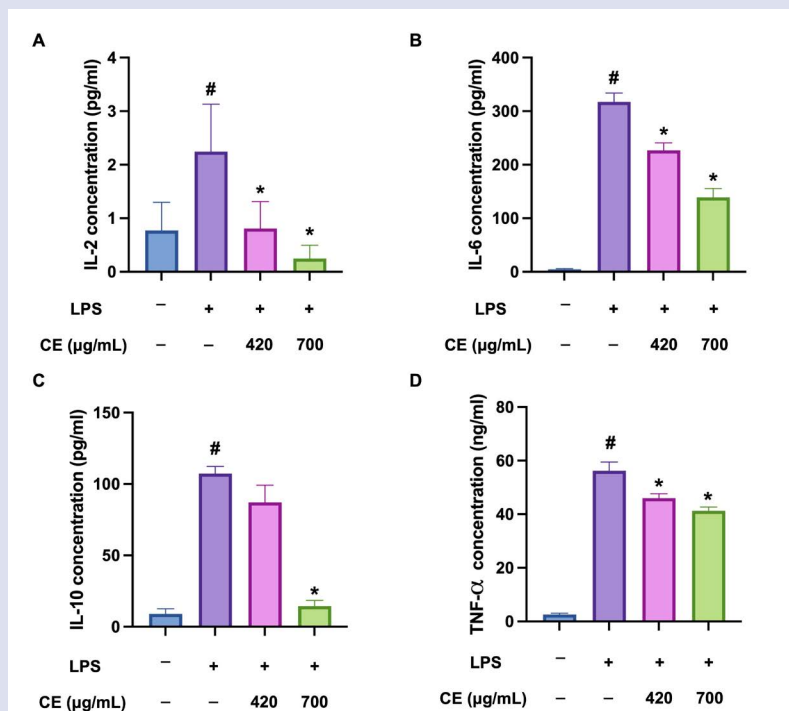 A
IL-2 concentration (pg/ml)
4
3
2
1
0
#
*
*
LPS – + + +
CE (µg/mL) – – 420 700
B
IL-6 concentration (pg/ml)
400
300
200
100
0
#
*
*
LPS – + + +
CE (µg/mL) – – 420 700
C
IL-10 concentration (pg/ml)
150
100
50
0
#
*
LPS – + + +
CE (µg/mL) – – 420 700
D
TNF-α concentration (ng/ml)
80
60
40
20
0
#
*
*
LPS – + + +
CE (µg/mL) – – 420 700